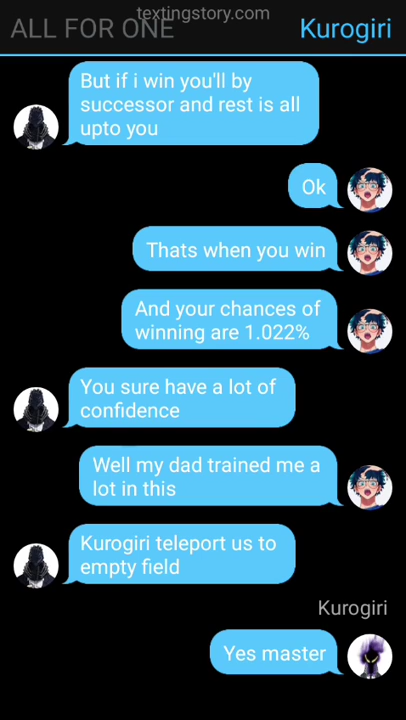 textingstory.com
ALL FOR ONE
Kurogiri
But if i win you'll by
successor and rest is all
upto you
Ok
Thats when you win
And your chances of
winning are 1.022%
You sure have a lot of
confidence
Well my dad trained me a
lot in this
Kurogiri teleport us to
empty field
Kurogiri
Yes master